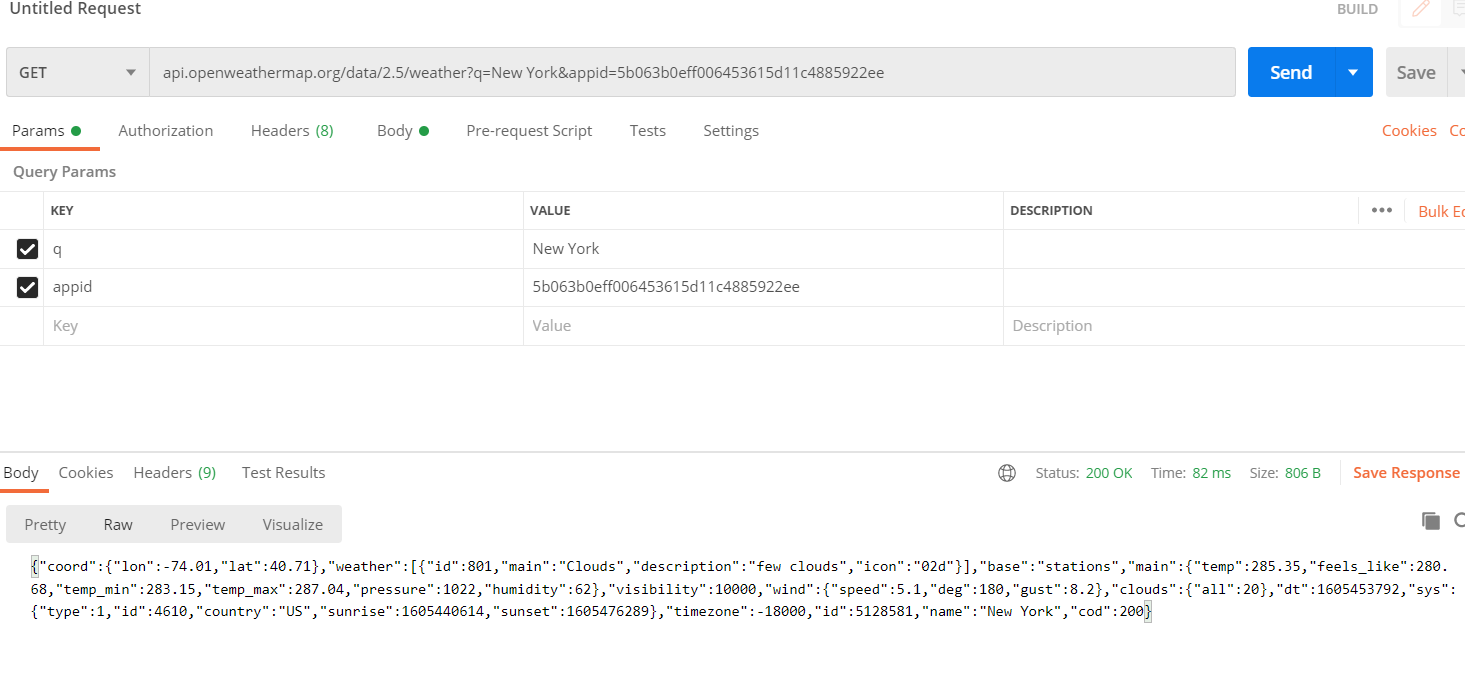 Untitled Request
BUILD
GET
api.openweathermap.org/data/2.5/weather?q=New York&appid=5b063b0eff006453615d11c4885922ee
Send
Save
Params
Authorization
Headers (8)
Body
Pre-request Script
Tests
Settings
Cookies
Co
Query Params
KEY VALUE DESCRIPTION
Bulk Ed
q New York
appid 5b063b0eff006453615d11c4885922ee
Key Value Description
Body Cookies Headers (9) Test Results
Status: 200 OK Time: 82 ms Size: 806 B Save Response
Pretty Raw Preview Visualize
{"coord":{"lon":-74.01,"lat":40.71},"weather":[{"id":801,"main":"Clouds","description":"few clouds","icon":"02d"}],"base":"stations","main":{"temp":285.35,"feels_like":280.
68,"temp_min":283.15,"temp_max":287.04,"pressure":1022,"humidity":62},"visibility":10000,"wind":{"speed":5.1,"deg":180,"gust":8.2},"clouds":{"all":20},"dt":1605453792,"sys":
{"type":1,"id":4610,"country":"US","sunrise":1605440614,"sunset":1605476289},"timezone":-18000,"id":5128581,"name":"New York","cod":200}